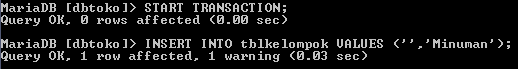 MariaDB [dbtoko]> START TRANSACTION;
Query OK, 0 rows affected (0.00 sec)
MariaDB [dbtoko]> INSERT INTO tblkelompok VALUES ('','Minuman');
Query OK, 1 row affected, 1 warning (0.03 sec)